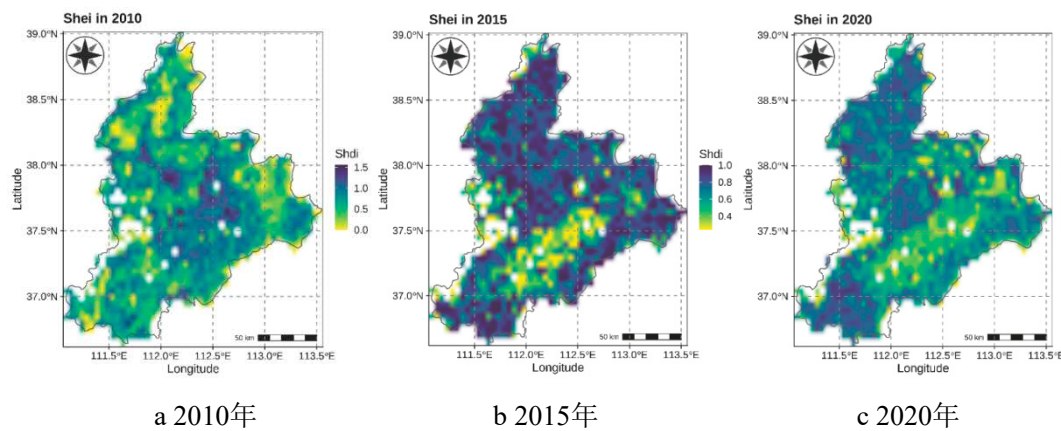 Shei in 2010
39.0°N
38.5°N
38.0°N
37.5°N
37.0°N
Latitude
111.5°E 112.0°E 112.5°E 113.0°E 113.5°E
Longitude
50 km
Shdi
1.5
1.0
0.5
0.0
a 2010年
Shei in 2015
39.0°N
38.5°N
38.0°N
37.5°N
37.0°N
Latitude
111.5°E 112.0°E 112.5°E 113.0°E 113.5°E
Longitude
50 km
Shdi
1.0
0.8
0.6
0.4
b 2015年
Shei in 2020
39.0°N
38.5°N
38.0°N
37.5°N
37.0°N
Latitude
111.5°E 112.0°E 112.5°E 113.0°E 113.5°E
Longitude
50 km
c 2020年